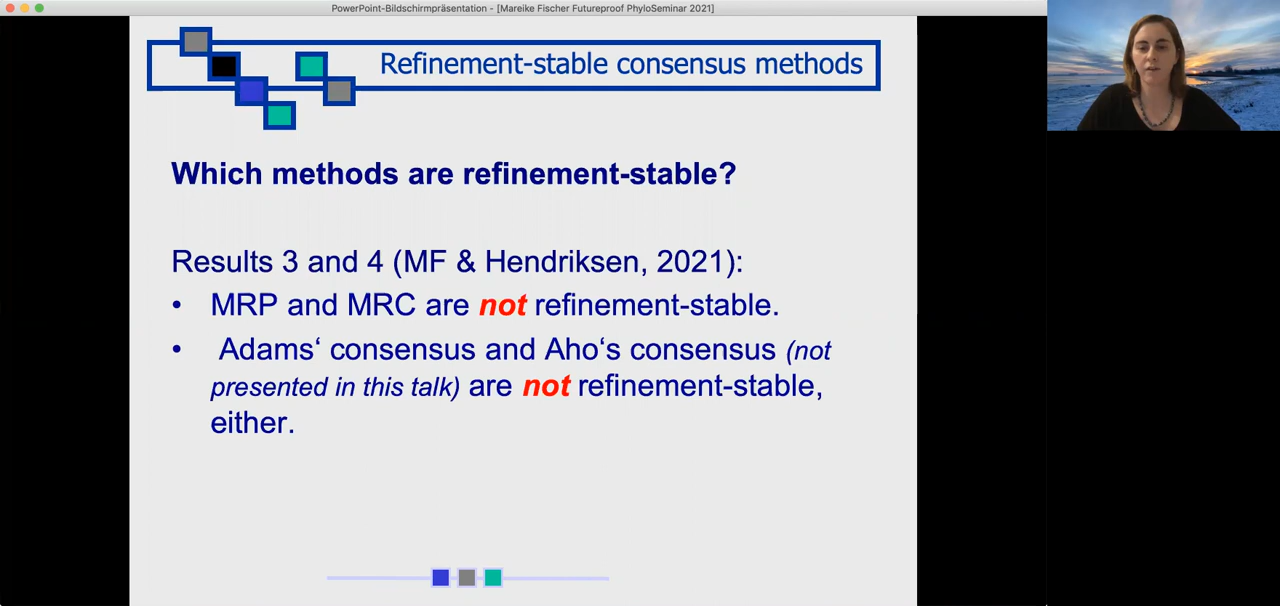 PowerPoint-Bildschirmpräsentation - [Mareike Fischer Futureproof PhyloSeminar 2021]
Refinement-stable consensus methods
Which methods are refinement-stable?
Results 3 and 4 (MF & Hendriksen, 2021):
• MRP and MRC are not refinement-stable.
• Adams‘ consensus and Aho‘s consensus (not
presented in this talk) are not refinement-stable,
either.